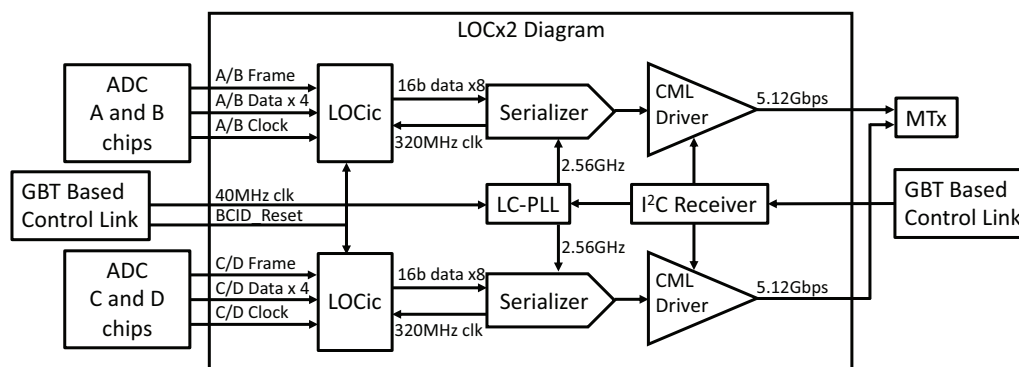 LOCx2 Diagram
ADC
A and B
chips
A/B Frame
A/B Data x 4
A/B Clock
LOCic
16b data x8
320MHz clk
Serializer
CML
Driver
5.12Gbps
MTx
2.56GHz
GBT Based
Control Link
40MHz clk
BCID_Reset
LC-PLL
I²C Receiver
GBT Based
Control Link
2.56GHz
ADC
C and D
chips
C/D Frame
C/D Data x 4
C/D Clock
LOCic
16b data x8
320MHz clk
Serializer
CML
Driver
5.12Gbps